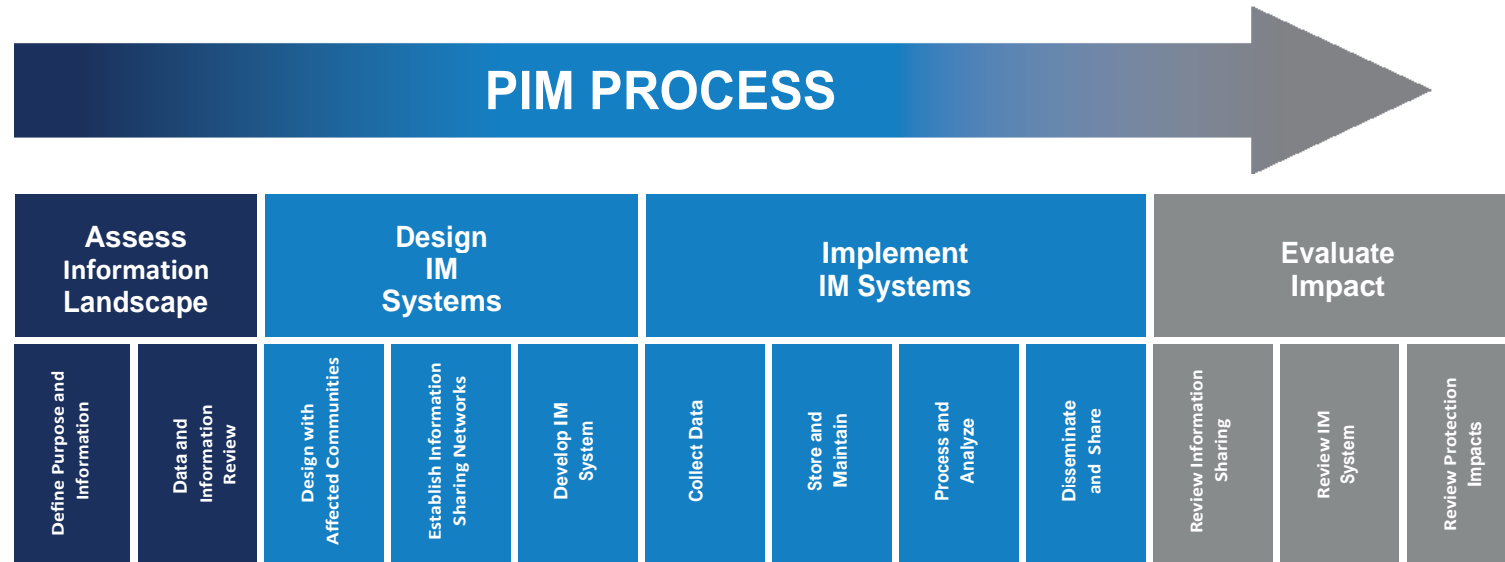 PIM PROCESS
Assess
Information
Landscape
Design
IM
Systems
Implement
IM Systems
Evaluate
Impact
Define Purpose and
Information
Data and
Information
Review
Design with
Affected Communities
Establish Information
Sharing Networks
Develop IM
System
Collect Data
Store and
Maintain
Process and
Analyze
Disseminate
and Share
Review Information
Sharing
Review IM
System
Review Protection
Impacts